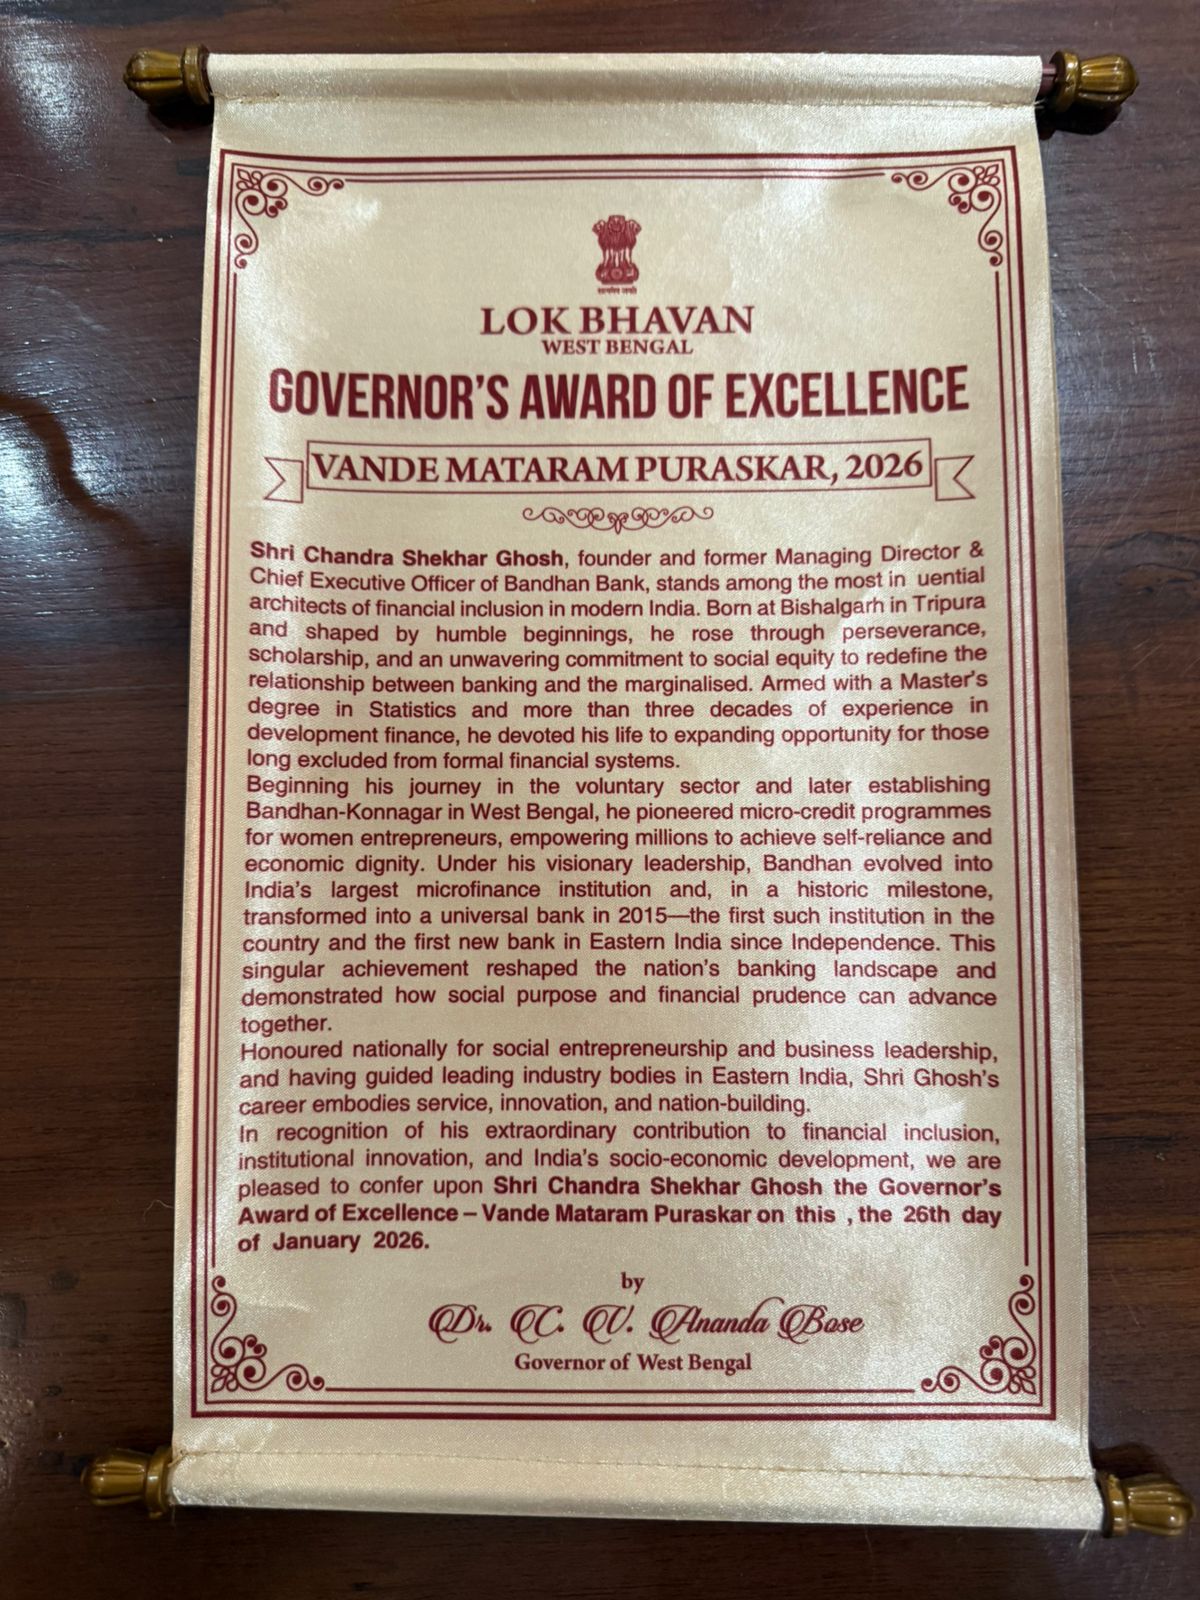 सत्यमेव जयते
LOK BHAVAN
WEST BENGAL
GOVERNOR'S AWARD OF EXCELLENCE
VANDE MATARAM PURASKAR, 2026
Shri Chandra Shekhar Ghosh, founder and former Managing Director &
Chief Executive Officer of Bandhan Bank, stands among the most in uential
architects of financial inclusion in modern India. Born at Bishalgarh in Tripura
and shaped by humble beginnings, he rose through perseverance,
scholarship, and an unwavering commitment to social equity to redefine the
relationship between banking and the marginalised. Armed with a Master's
degree in Statistics and more than three decades of experience in
development finance, he devoted his life to expanding opportunity for those
long excluded from formal financial systems.
Beginning his journey in the voluntary sector and later establishing
Bandhan-Konnagar in West Bengal, he pioneered micro-credit programmes
for women entrepreneurs, empowering millions to achieve self-reliance and
economic dignity. Under his visionary leadership, Bandhan evolved into
India's largest microfinance institution and, in a historic milestone,
transformed into a universal bank in 2015—the first such institution in the
country and the first new bank in Eastern India since Independence. This
singular achievement reshaped the nation's banking landscape and
demonstrated how social purpose and financial prudence can advance
together.
Honoured nationally for social entrepreneurship and business leadership,
and having guided leading industry bodies in Eastern India, Shri Ghosh's
career embodies service, innovation, and nation-building.
In recognition of his extraordinary contribution to financial inclusion,
institutional innovation, and India's socio-economic development, we are
pleased to confer upon Shri Chandra Shekhar Ghosh the Governor's
Award of Excellence – Vande Mataram Puraskar on this , the 26th day
of January 2026.
by
Dr. C. V. Ananda Bose
Governor of West Bengal